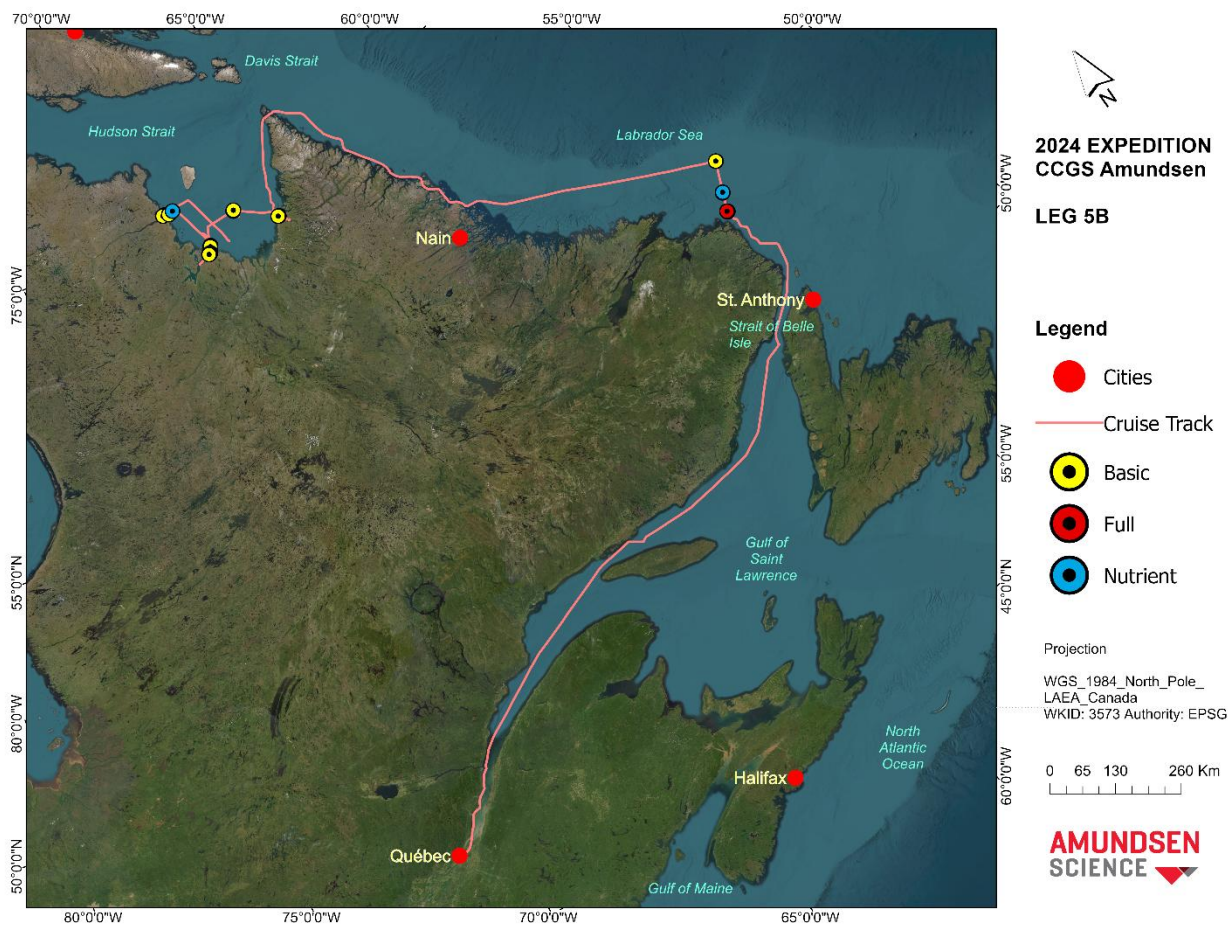 70°0'0"W
65°0'0"W
60°0'0"W
55°0'0"W
50°0'0"W
Davis Strait
Hudson Strait
Labrador Sea
Nain
St. Anthony
Strait of Belle
Isle
Gulf of
Saint
Lawrence
North
Atlantic
Ocean
Halifax
Québec
Gulf of Maine
75°0'0"W
55°0'0"N
80°0'0"W
50°0'0"N
50°0'0"W
55°0'0"W
45°0'0"N
60°0'0"W
80°0'0"W
75°0'0"W
70°0'0"W
65°0'0"W
N
2024 EXPEDITION
CCGS Amundsen
LEG 5B
Legend
Cities
Cruise Track
Basic
Full
Nutrient
Projection
WGS_1984_North_Pole_
LAEA_Canada
WKID: 3573 Authority: EPSG
0 65 130 260 Km
AMUNDSEN
SCIENCE